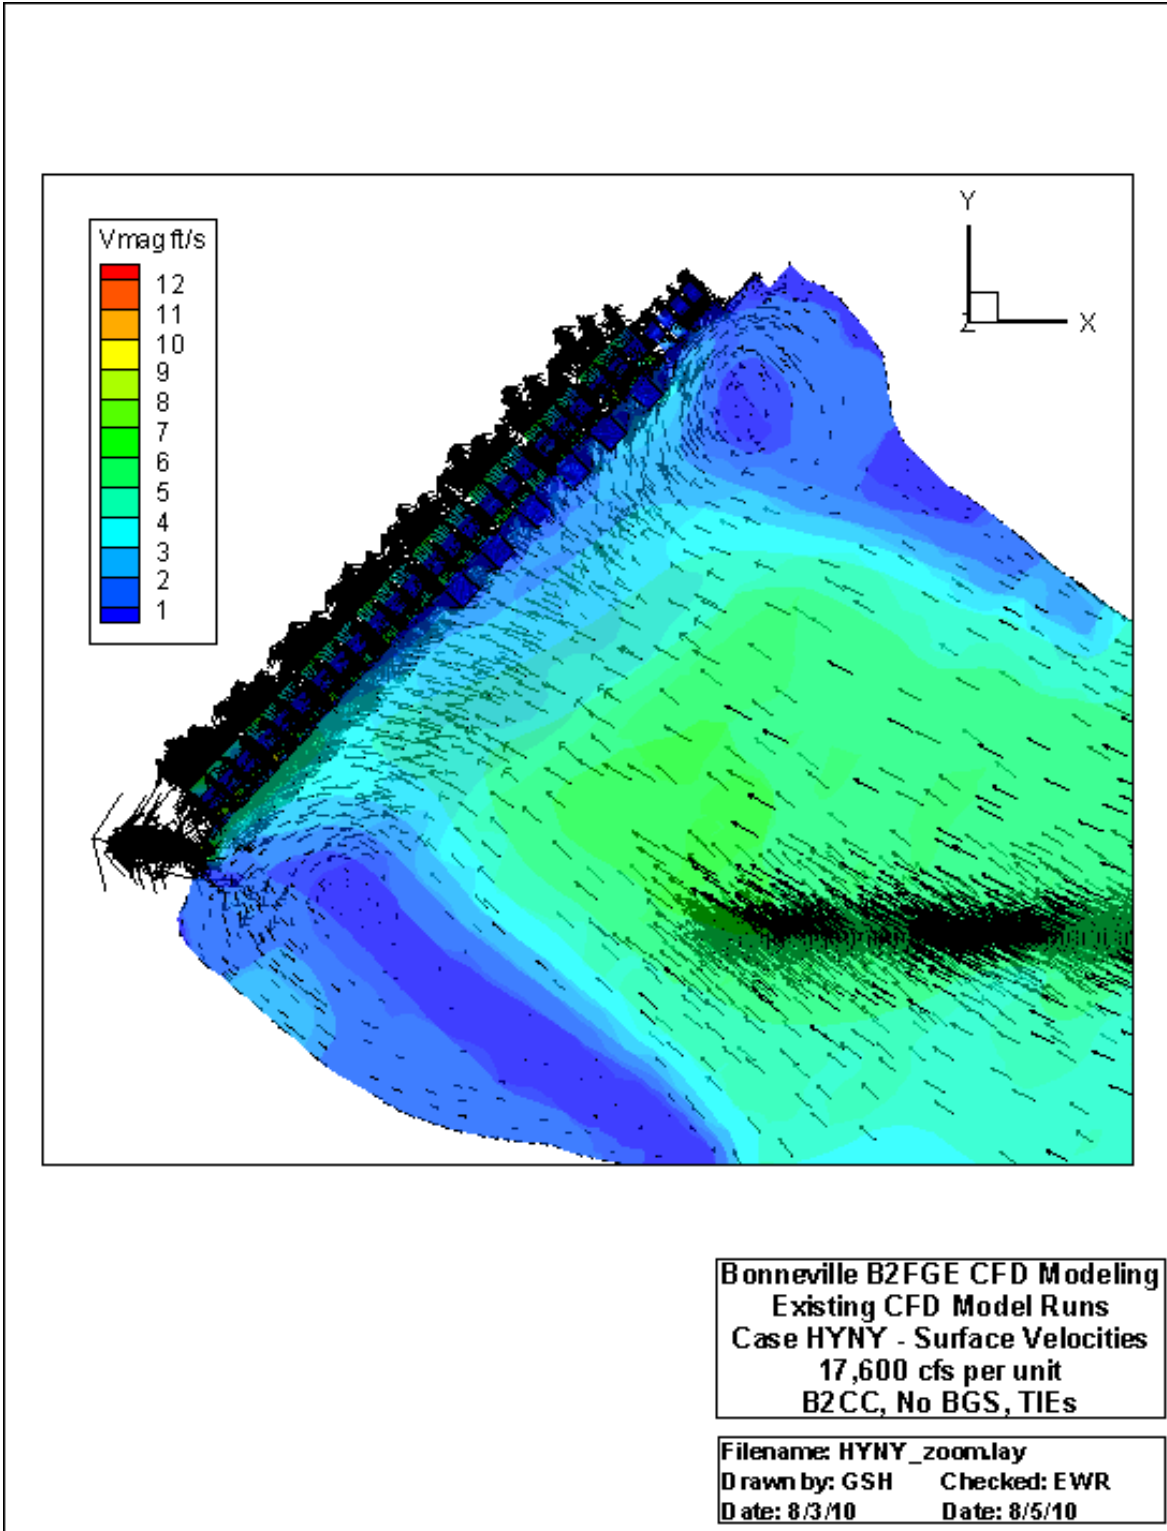 Vmag ft/s
12
11
10
9
8
7
6
5
4
3
2
1
Y
Z
X
Bonneville B2FGE CFD Modeling
Existing CFD Model Runs
Case HYNY - Surface Velocities
17,600 cfs per unit
B2CC, No BGS, TIEs
Filename: HYNY_zoom.lay
Drawn by: GSH Checked: EWR
Date: 8/3/10 Date: 8/5/10